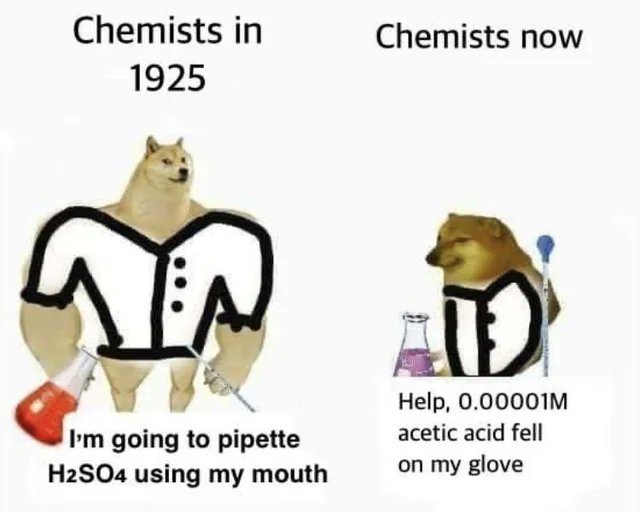 Chemists in
1925
Chemists now
I'm going to pipette
H2SO4 using my mouth
Help, 0.00001M
acetic acid fell
on my glove